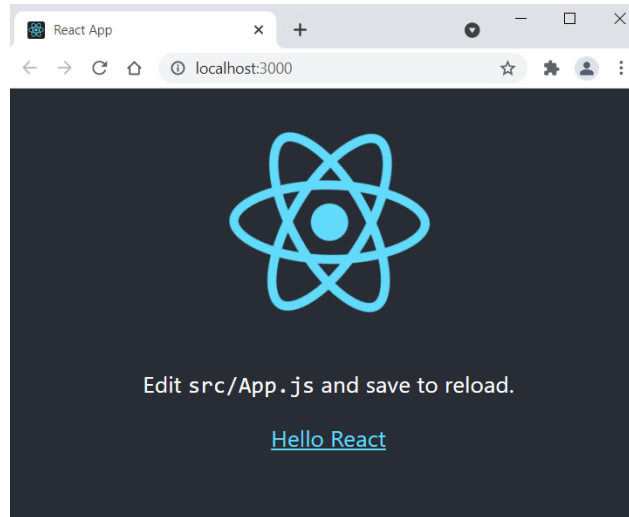 React App
localhost:3000
Edit src/App.js and save to reload.
Hello React